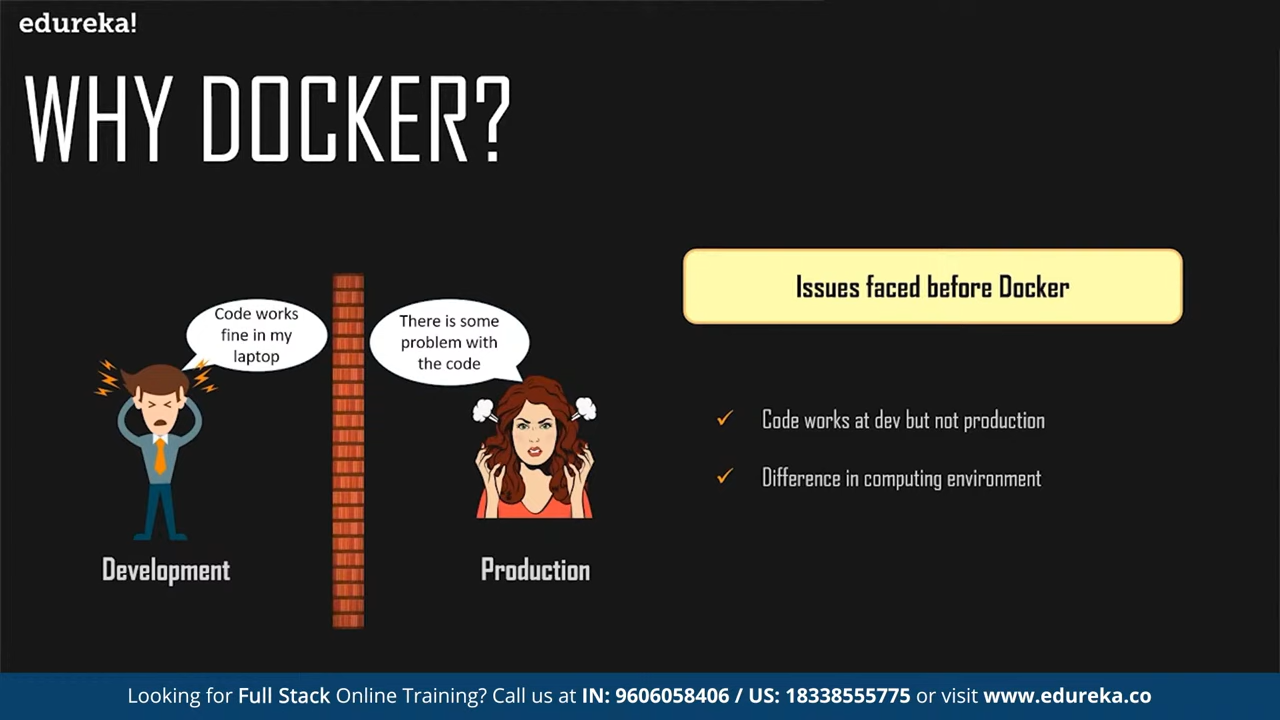 edureka!
WHY DOCKER?
Code works
fine in my
laptop
There is some
problem with
the code
Development
Production
Issues faced before Docker
Code works at dev but not production
Difference in computing environment
Looking for Full Stack Online Training? Call us at IN: 9606058406 / US: 18338555775 or visit www.edureka.co